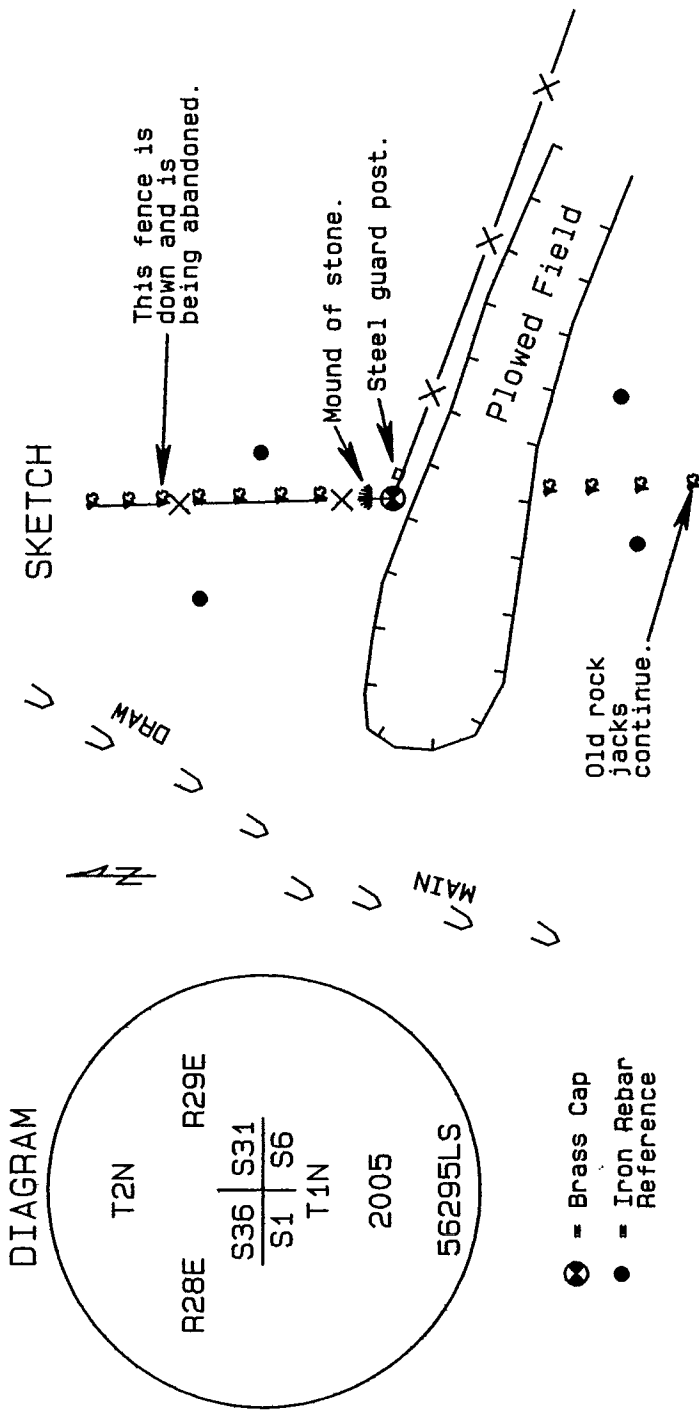 DIAGRAM
T2N
R28E R29E
S36 S31
S1 S6
T1N
2005
56295LS
= Brass Cap
= Iron Rebar
Reference
SKETCH
N
MAIN DRAW
This fence is
down and is
being abandoned.
Mound of stone.
Steel guard post.
Plowed Field
Old rock
jacks
continue.